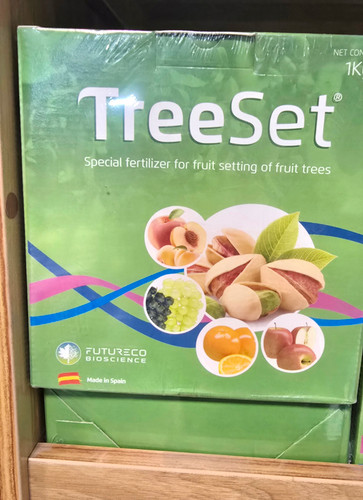 NET CON
1K
TreeSet®
Special fertilizer for fruit setting of fruit trees
FUTURECO
BIOSCIENCE
Made in Spain